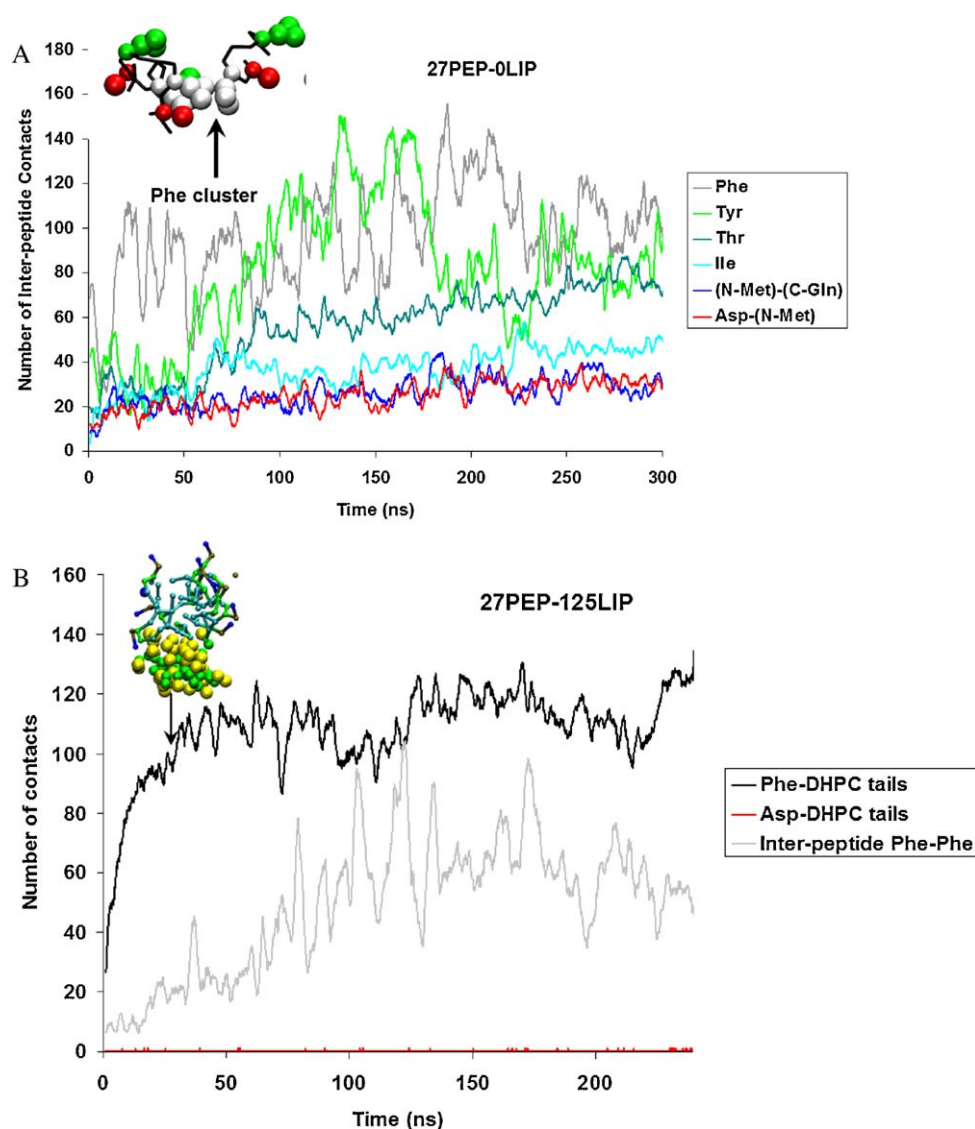 A
27PEP-0LIP
Number of Inter-peptide Contacts
180
160
140
120
100
80
60
40
20
0
Phe cluster
Phe
Tyr
Thr
Ile
(N-Met)-(C-Gln)
Asp-(N-Met)
0 50 100 150 200 250 300
Time (ns)
B
27PEP-125LIP
Number of contacts
160
140
120
100
80
60
40
20
0
Phe-DHPC tails
Asp-DHPC tails
Inter-peptide Phe-Phe
0 50 100 150 200
Time (ns)